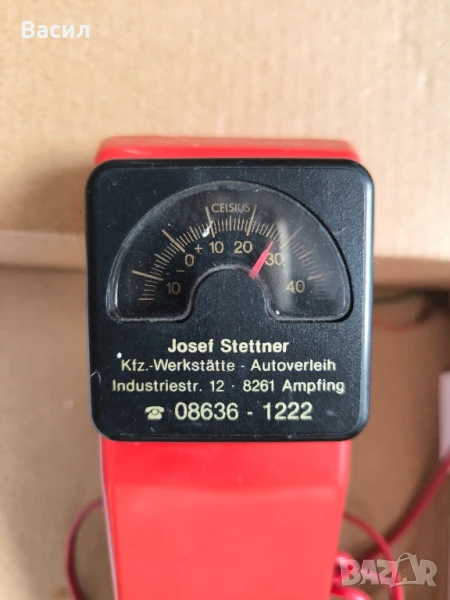 Васил
CELSIUS
10 0 + 10 20 30 40
Josef Stettner
Kfz.-Werkstätte - Autoverleih
Industriestr. 12 · 8261 Ampfing
☎ 08636 - 1222
BAZAR